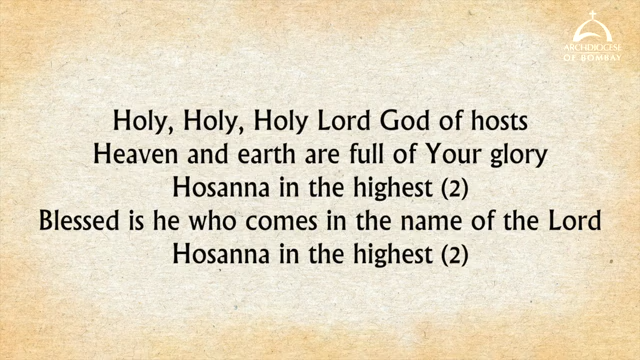 ARCHDIOCESE
OF BOMBAY
Holy, Holy, Holy Lord God of hosts
Heaven and earth are full of Your glory
Hosanna in the highest (2)
Blessed is he who comes in the name of the Lord
Hosanna in the highest (2)